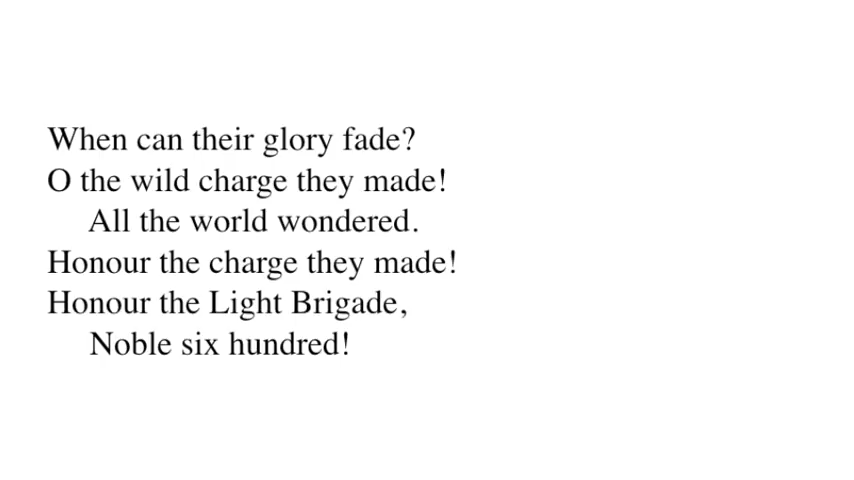 When can their glory fade?
O the wild charge they made!
All the world wondered.
Honour the charge they made!
Honour the Light Brigade,
Noble six hundred!